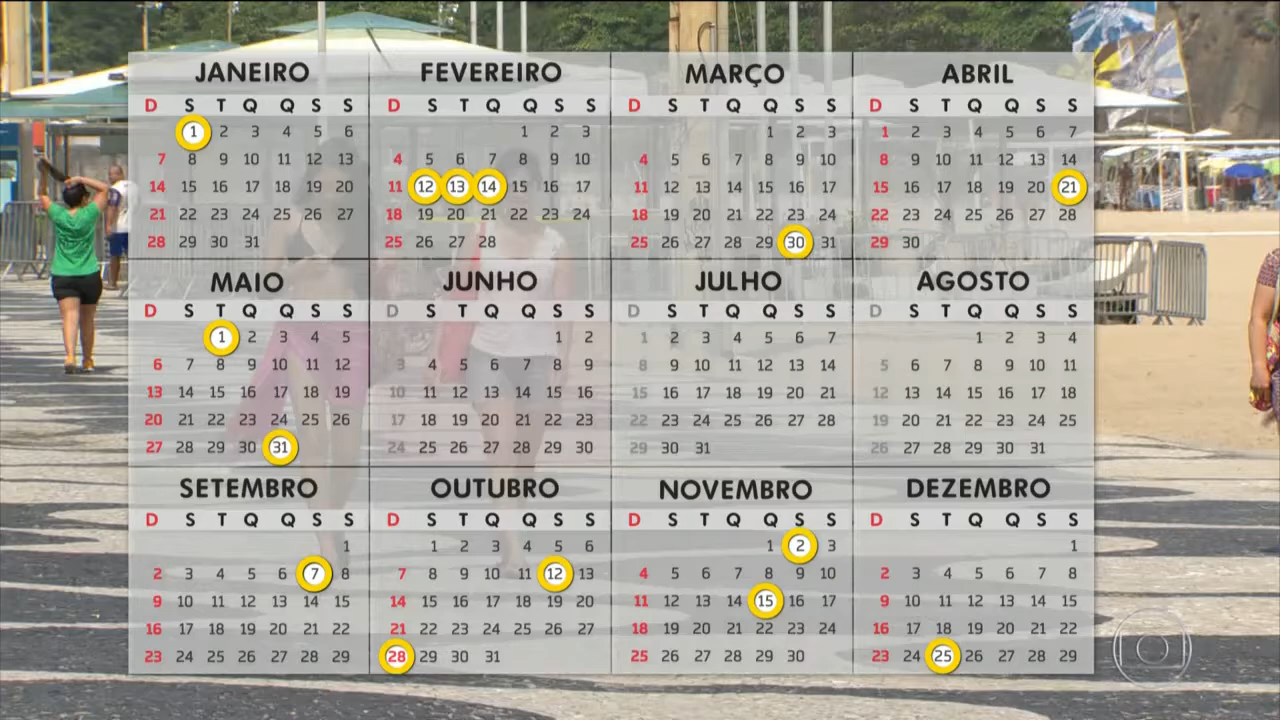 JANEIRO
D S T Q Q S S
1 2 3 4 5 6
7 8 9 10 11 12 13
14 15 16 17 18 19 20
21 22 23 24 25 26 27
28 29 30 31
FEVEREIRO
D S T Q Q S S
1 2 3
4 5 6 7 8 9 10
11 12 13 14 15 16 17
18 19 20 21 22 23 24
25 26 27 28
MARÇO
D S T Q Q S S
1 2 3
4 5 6 7 8 9 10
11 12 13 14 15 16 17
18 19 20 21 22 23 24
25 26 27 28 29 30 31
ABRIL
D S T Q Q S S
1 2 3 4 5 6 7
8 9 10 11 12 13 14
15 16 17 18 19 20 21
22 23 24 25 26 27 28
29 30
MAIO
D S T Q Q S S
1 2 3 4 5
6 7 8 9 10 11 12
13 14 15 16 17 18 19
20 21 22 23 24 25 26
27 28 29 30 31
JUNHO
D S T Q Q S S
1 2
3 4 5 6 7 8 9
10 11 12 13 14 15 16
17 18 19 20 21 22 23
24 25 26 27 28 29 30
JULHO
D S T Q Q S S
1 2 3 4 5 6 7
8 9 10 11 12 13 14
15 16 17 18 19 20 21
22 23 24 25 26 27 28
29 30 31
AGOSTO
D S T Q Q S S
1 2 3 4
5 6 7 8 9 10 11
12 13 14 15 16 17 18
19 20 21 22 23 24 25
26 27 28 29 30 31
SETEMBRO
D S T Q Q S S
1
2 3 4 5 6 7 8
9 10 11 12 13 14 15
16 17 18 19 20 21 22
23 24 25 26 27 28 29
OUTUBRO
D S T Q Q S S
1 2 3 4 5 6
7 8 9 10 11 12 13
14 15 16 17 18 19 20
21 22 23 24 25 26 27
28 29 30 31
NOVEMBRO
D S T Q Q S S
1 2 3
4 5 6 7 8 9 10
11 12 13 14 15 16 17
18 19 20 21 22 23 24
25 26 27 28 29 30
DEZEMBRO
D S T Q Q S S
1
2 3 4 5 6 7 8
9 10 11 12 13 14 15
16 17 18 19 20 21 22
23 24 25 26 27 28 29